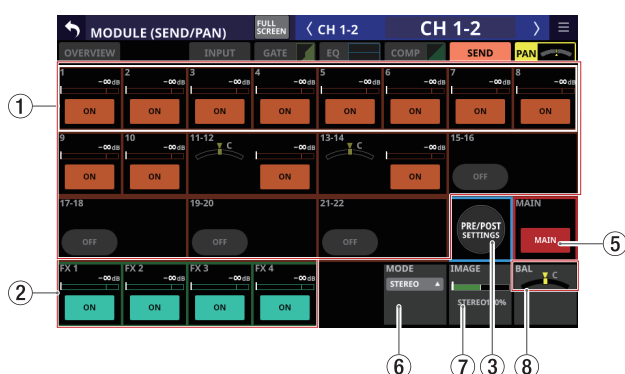 MODULE (SEND/PAN) FULL SCREEN CH 1-2 CH 1-2
OVERVIEW INPUT GATE EQ COMP SEND PAN
1 2 3 4 5 6 7 8
-∞dB -∞dB -∞dB -∞dB -∞dB -∞dB -∞dB -∞dB
ON ON ON ON ON ON ON ON
1
9 10 11-12 13-14 15-16
-∞dB -∞dB C -∞dB C -∞dB
ON ON ON ON OFF
17-18 19-20 21-22 MAIN
PRE/POST
SETTINGS
OFF OFF OFF MAIN
5
FX 1 FX 2 FX 3 FX 4 MODE IMAGE BAL
-∞dB -∞dB -∞dB -∞dB STEREO C
2
ON ON ON ON
6 7 3 8